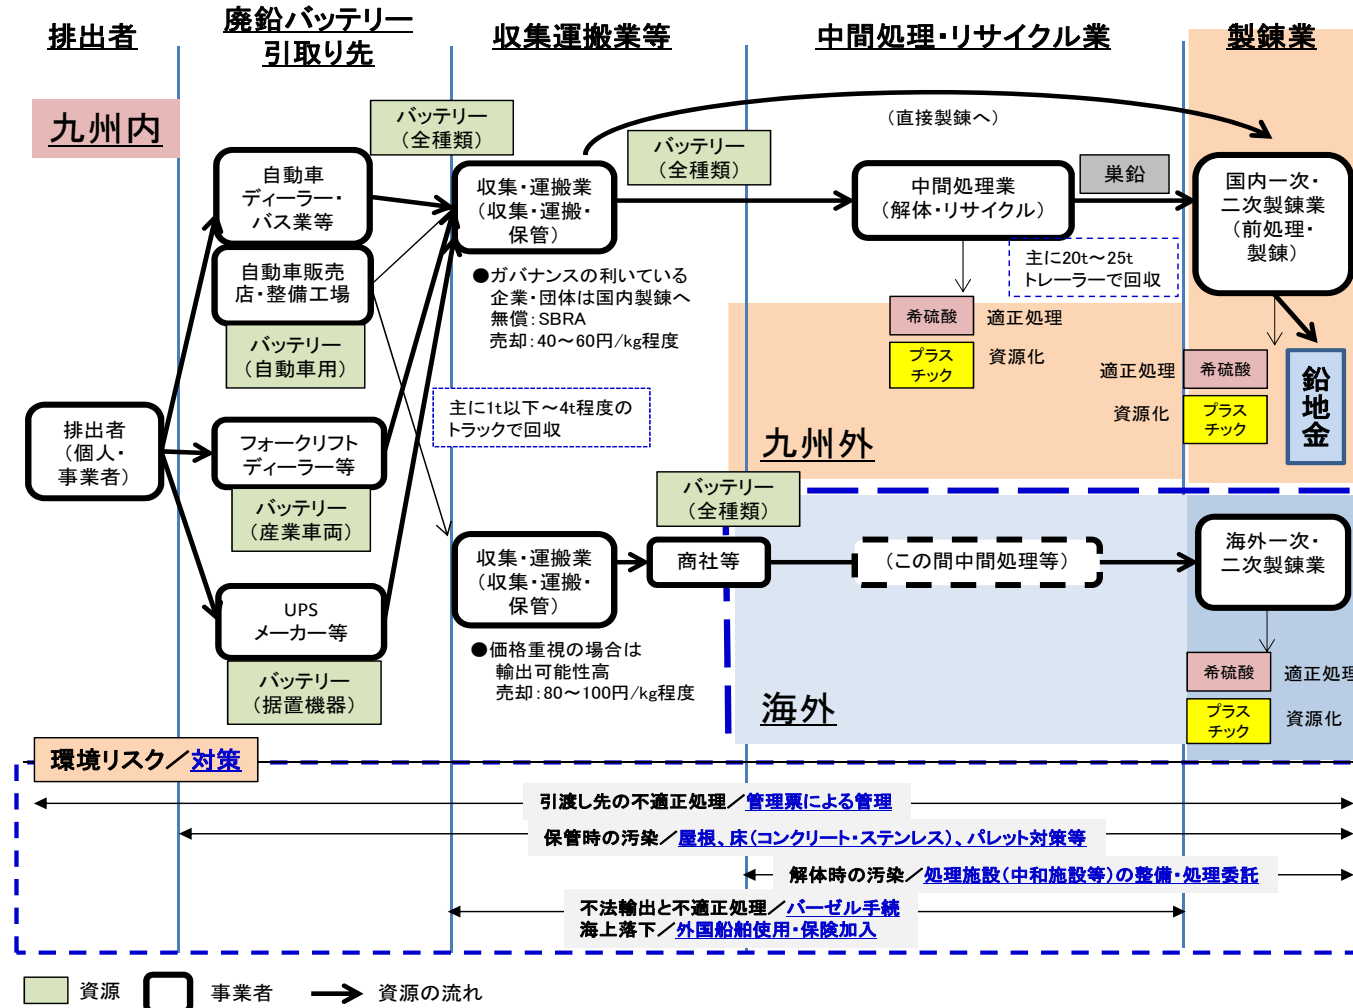 排出者
廃鉛バッテリー
引取り先
収集運搬業等
中間処理・リサイクル業
製錬業
九州内
バッテリー
（全種類）
自動車
ディーラー・
バス業等
自動車販売
店・整備工場
バッテリー
（自動車用）
収集・運搬業
（収集・運搬・
保管）
バッテリー
（全種類）
（直接製錬へ）
中間処理業
（解体・リサイクル）
巣鉛
国内一次・
二次製錬業
（前処理・
製錬）
●ガバナンスの利いている
企業・団体は国内製錬へ
無償：SBRA
売却：40～60円/kg程度
主に20t～25t
トレーラーで回収
希硫酸
適正処理
プラス
チック
資源化
適正処理
希硫酸
資源化
プラス
チック
鉛地金
主に1t以下～4t程度の
トラックで回収
九州外
排出者
（個人・
事業者）
フォークリフト
ディーラー等
バッテリー
（産業車両）
バッテリー
（全種類）
収集・運搬業
（収集・運搬・
保管）
商社等
（この間中間処理等）
海外一次・
二次製錬業
UPS
メーカー等
バッテリー
（据置機器）
●価格重視の場合は
輸出可能性高
売却：80～100円/kg程度
海外
希硫酸
適正処理
プラス
チック
資源化
環境リスク／対策
引渡し先の不適正処理／管理票による管理
保管時の汚染／屋根、床（コンクリート・ステンレス）、パレット対策等
解体時の汚染／処理施設（中和施設等）の整備・処理委託
不法輸出と不適正処理／バーゼル手続
海上落下／外国船舶使用・保険加入
資源
事業者
資源の流れ